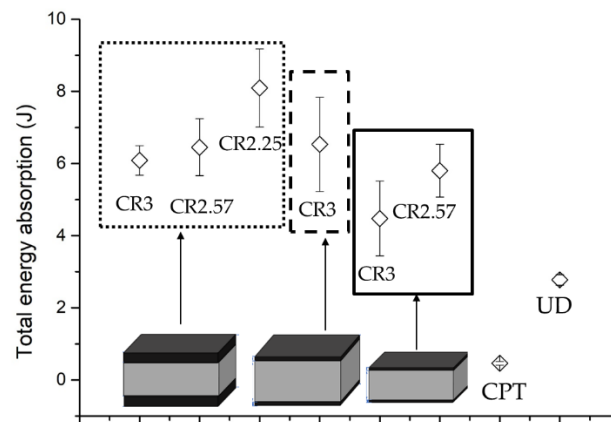 Total energy absorption (J)
10
8
6
4
2
0
CR3
CR2.57
CR2.25
CR3
CR3
CR2.57
CPT
UD